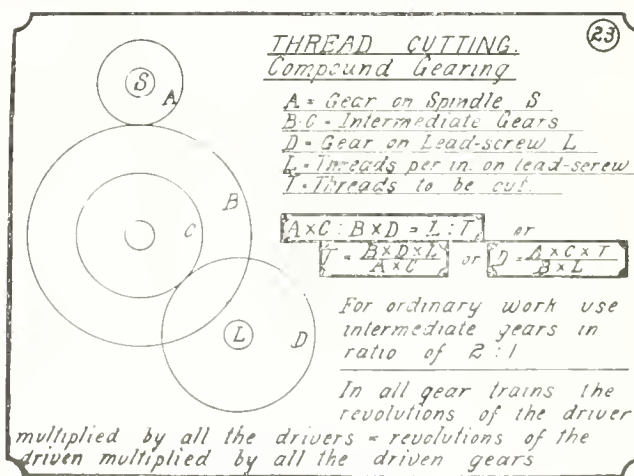 23
THREAD CUTTING.
Compound Gearing
S
A
B
C
L
D
A = Gear on Spindle S
B·C = Intermediate Gears
D = Gear on Lead-screw L
L = Threads per in. on lead-screw
T = Threads to be cut.
A×C : B×D = L : T, or
T = B×D×L / A×C or D = A×C×T / B×L
For ordinary work use
intermediate gears in
ratio of 2:1
In all gear trains the
revolutions of the driver
multiplied by all the drivers = revolutions of the
driven multiplied by all the driven gears